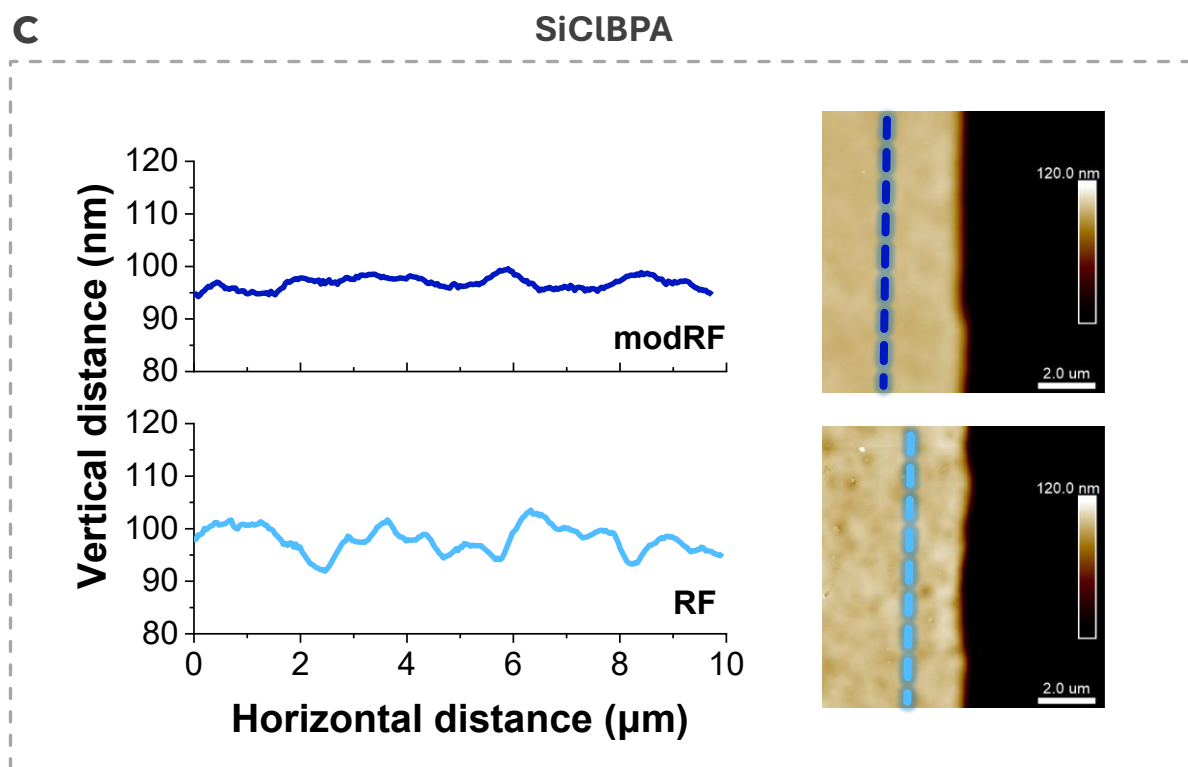 C
SiClBPA
Vertical distance (nm)
120
110
100
90
80
modRF
120
110
100
90
80
RF
0 2 4 6 8 10
Horizontal distance (µm)
120.0 nm
2.0 um
120.0 nm
2.0 um